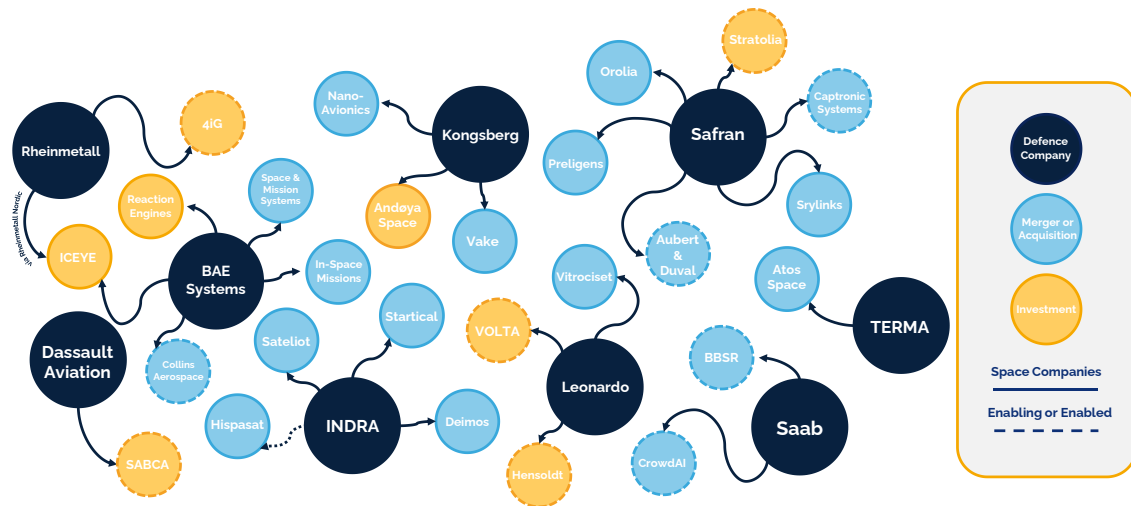 Rheinmetall
4iG
via Rheinmetall Nordic
ICEYE
Reaction
Engines
Space &
Mission
Systems
BAE
Systems
In-Space
Missions
Collins
Aerospace
Dassault
Aviation
SABCA
Nano-
Avionics
Kongsberg
Andøya
Space
Vake
Sateliot
Startical
Hispasat
INDRA
Deimos
Stratolia
Orolia
Safran
Captronic
Systems
Preligens
Srylinks
Aubert
&
Duval
Vitrociset
VOLTA
Leonardo
Hensoldt
Atos
Space
TERMA
BBSR
Saab
CrowdAI
Defence
Company
Merger or
Acquisition
Investment
Space Companies
Enabling or Enabled